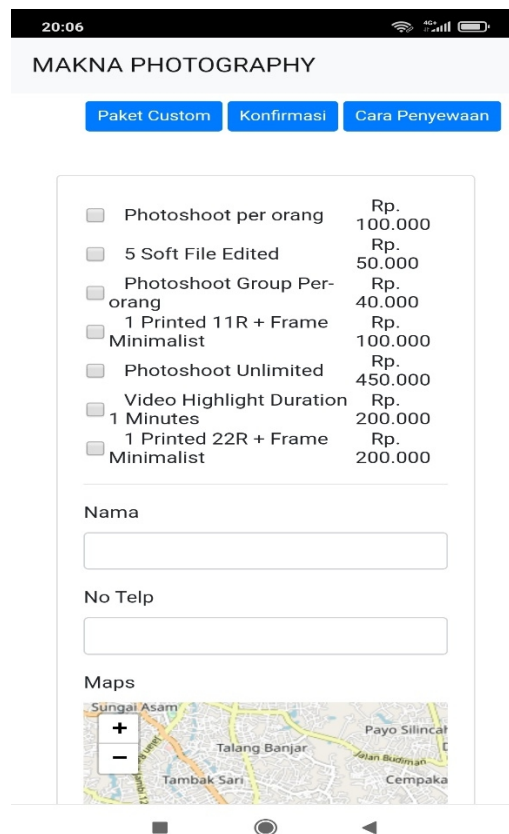 20:06
4G+
MAKNA PHOTOGRAPHY
Paket Custom Konfirmasi Cara Penyewaan
Photoshoot per orang Rp. 100.000
5 Soft File Edited Rp. 50.000
Photoshoot Group Per-orang Rp. 40.000
1 Printed 11R + Frame Minimalist Rp. 100.000
Photoshoot Unlimited Rp. 450.000
Video Highlight Duration 1 Minutes Rp. 200.000
1 Printed 22R + Frame Minimalist Rp. 200.000
Nama
No Telp
Maps
Sungai Asam
+
−
Payo Silincah
Talang Banjar
Jalan Budiman
Tambak Sari
Cempaka